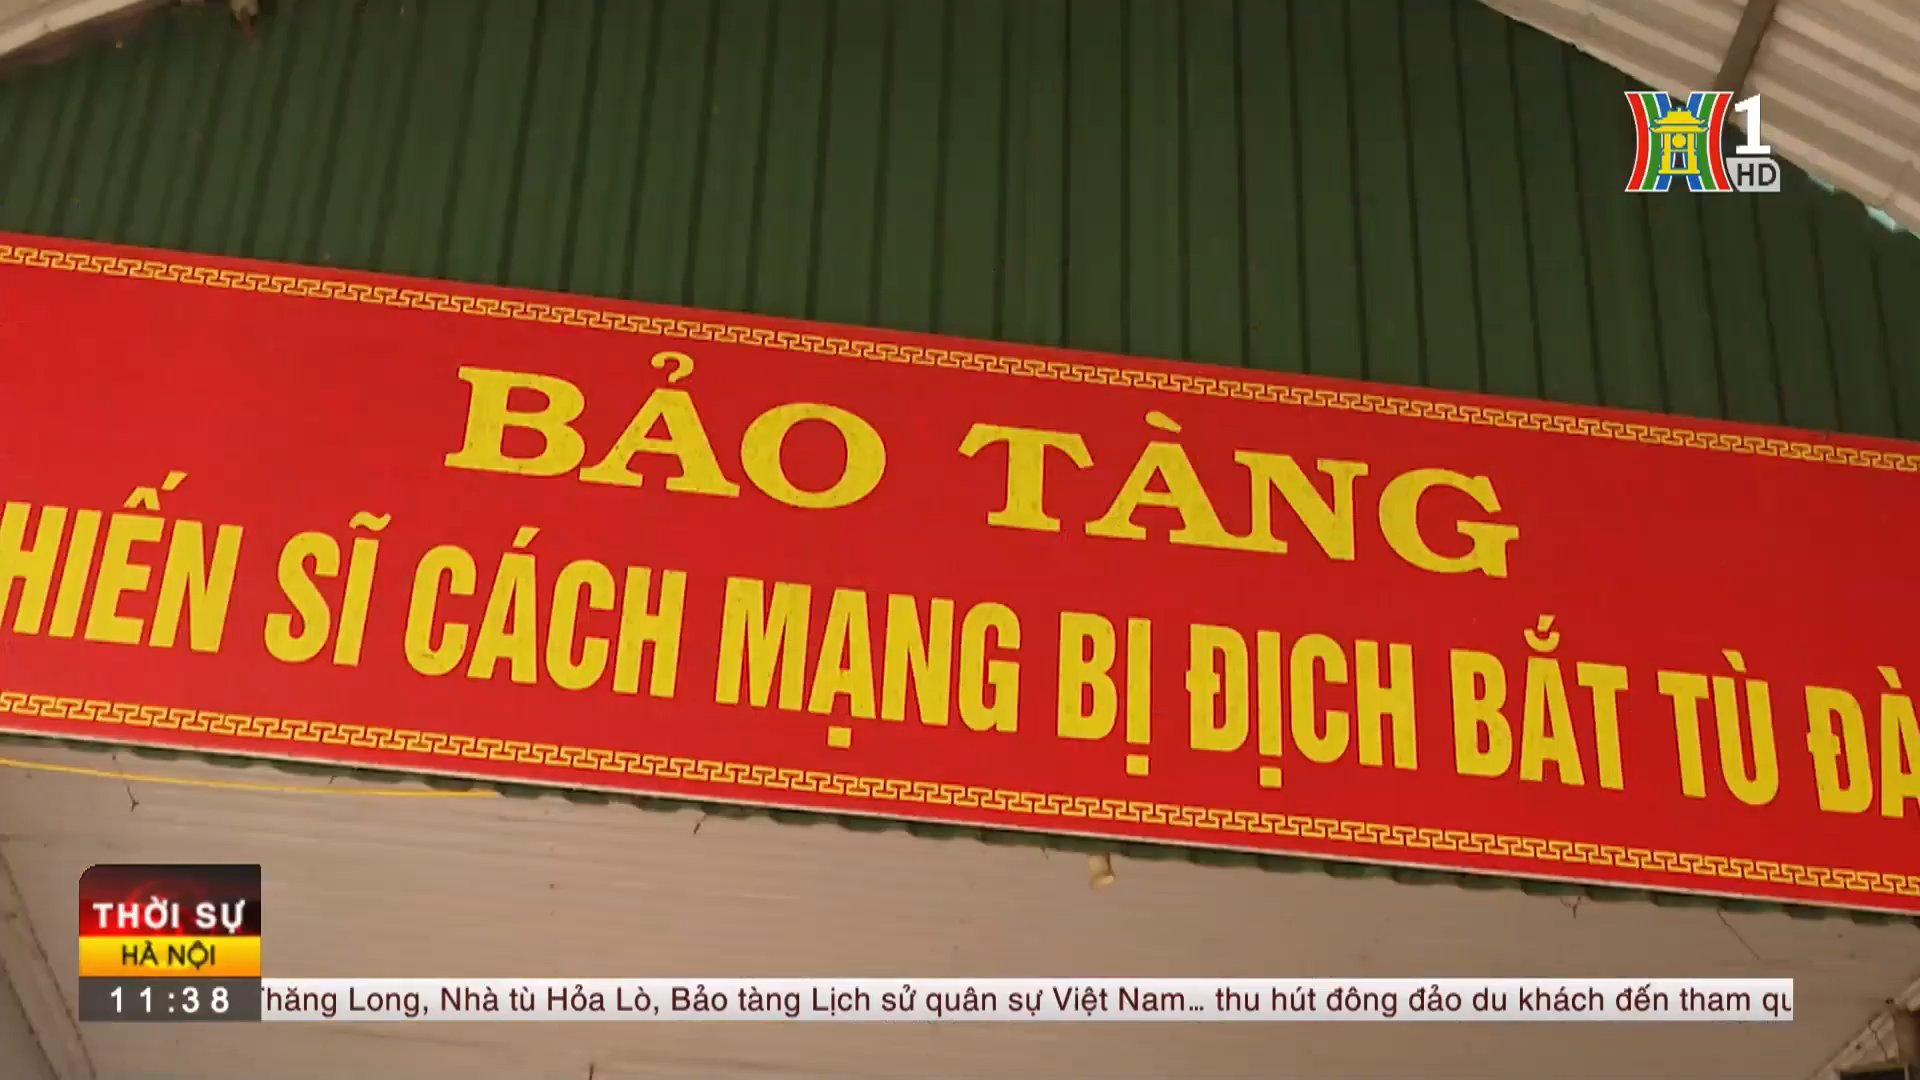 1
HD
BẢO TÀNG
HIẾN SĨ CÁCH MẠNG BỊ ĐỊCH BẮT TÙ ĐÀ
THỜI SỰ
HÀ NỘI
11:38
Thăng Long, Nhà tù Hỏa Lò, Bảo tàng Lịch sử quân sự Việt Nam... thu hút đông đảo du khách đến tham qu